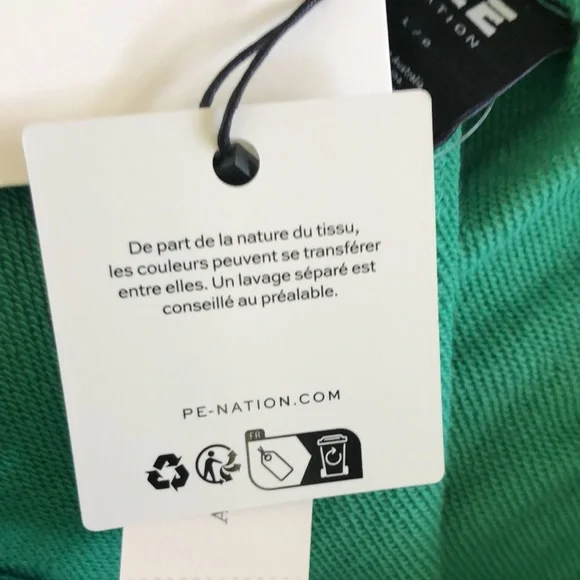 NATION
L / G
De part de la nature du tissu,
les couleurs peuvent se transférer
entre elles. Un lavage séparé est
conseillé au préalable.
PE-NATION.COM
FR